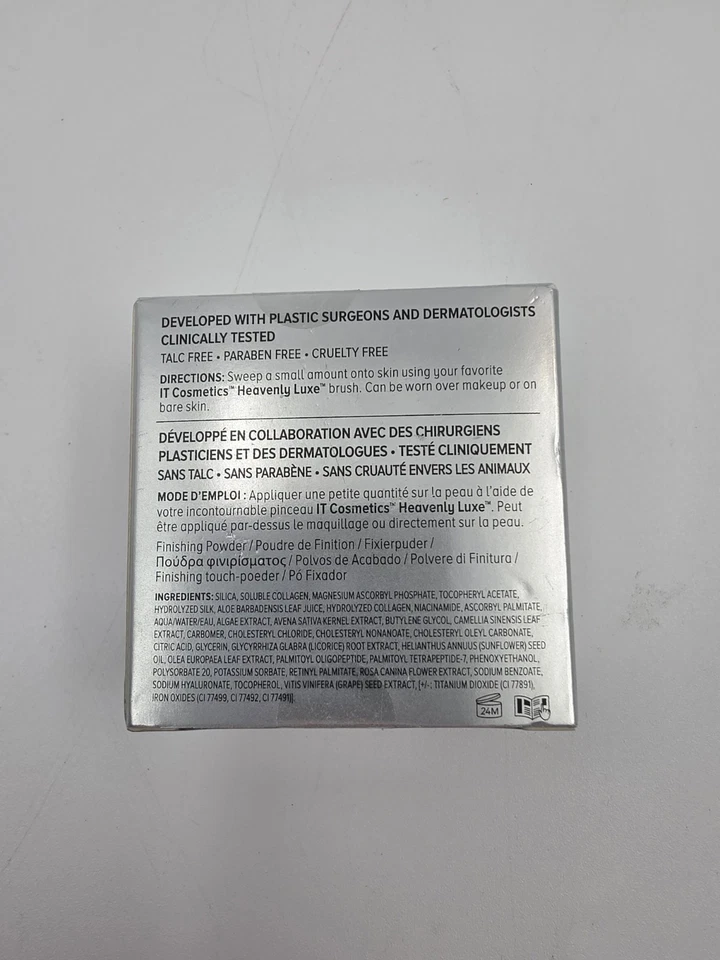 DEVELOPED WITH PLASTIC SURGEONS AND DERMATOLOGISTS
CLINICALLY TESTED
TALC FREE • PARABEN FREE • CRUELTY FREE
DIRECTIONS: Sweep a small amount onto skin using your favorite
IT Cosmetics™ Heavenly Luxe™ brush. Can be worn over makeup or on
bare skin.
DÉVELOPPÉ EN COLLABORATION AVEC DES CHIRURGIENS
PLASTICIENS ET DES DERMATOLOGUES • TESTÉ CLINIQUEMENT
SANS TALC • SANS PARABÈNE • SANS CRUAUTÉ ENVERS LES ANIMAUX
MODE D'EMPLOI : Appliquer une petite quantité sur la peau à l'aide de
votre incontournable pinceau IT Cosmetics™ Heavenly Luxe™. Peut
être appliqué par-dessus le maquillage ou directement sur la peau.
Finishing Powder / Poudre de Finition / Fixierpuder /
Πούδρα φινιρίσματος / Polvos de Acabado / Polvere di Finitura /
Finishing touch-poeder / Pó Fixador
INGREDIENTS: SILICA, SOLUBLE COLLAGEN, MAGNESIUM ASCORBYL PHOSPHATE, TOCOPHERYL ACETATE,
HYDROLYZED SILK, ALOE BARBADENSIS LEAF JUICE, HYDROLYZED COLLAGEN, NIACINAMIDE, ASCORBYL PALMITATE,
AQUA/WATER/EAU, ALGAE EXTRACT, AVENA SATIVA KERNEL EXTRACT, BUTYLENE GLYCOL, CAMELLIA SINENSIS LEAF
EXTRACT, CARBOMER, CHOLESTERYL CHLORIDE, CHOLESTERYL NONANOATE, CHOLESTERYL OLEYL CARBONATE,
CITRIC ACID, GLYCERIN, GLYCYRRHIZA GLABRA (LICORICE) ROOT EXTRACT, HELIANTHUS ANNUUS (SUNFLOWER) SEED
OIL, OLEA EUROPAEA LEAF EXTRACT, PALMITOYL OLIGOPEPTIDE, PALMITOYL TETRAPEPTIDE-7, PHENOXYETHANOL,
POLYSORBATE 20, POTASSIUM SORBATE, RETINYL PALMITATE, ROSA CANINA FLOWER EXTRACT, SODIUM BENZOATE,
SODIUM HYALURONATE, TOCOPHEROL, VITIS VINIFERA (GRAPE) SEED EXTRACT, [+/-: TITANIUM DIOXIDE (CI 77891),
IRON OXIDES (CI 77499, CI 77492, CI 77491)]
24M